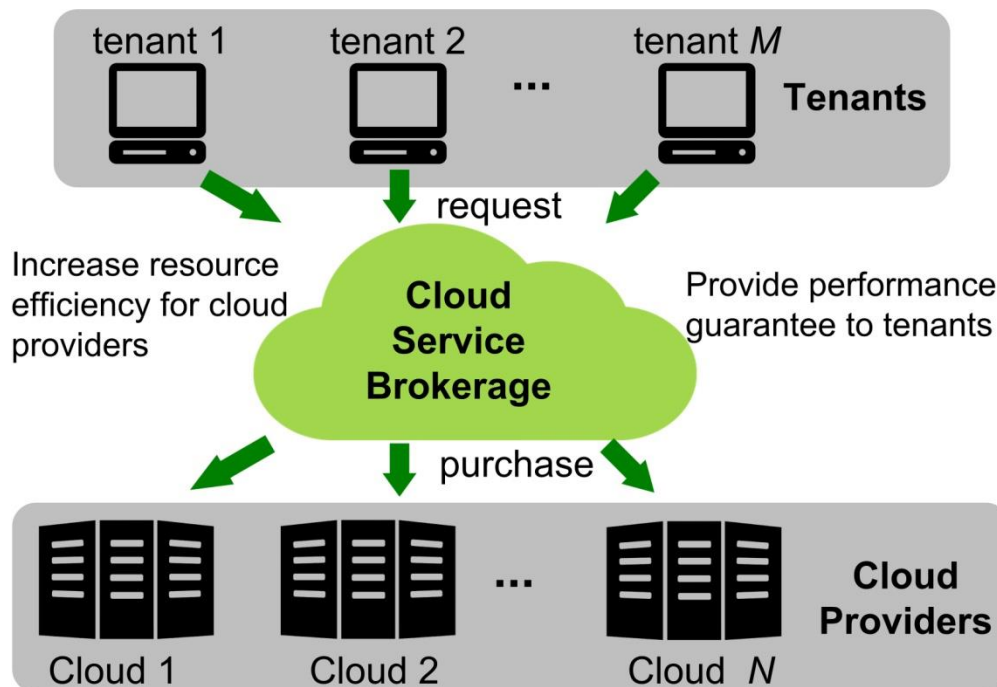 tenant 1
tenant 2
...
tenant M
Tenants
request
Increase resource
efficiency for cloud
providers
Cloud
Service
Brokerage
Provide performance
guarantee to tenants
purchase
...
Cloud
Providers
Cloud 1
Cloud 2
Cloud N